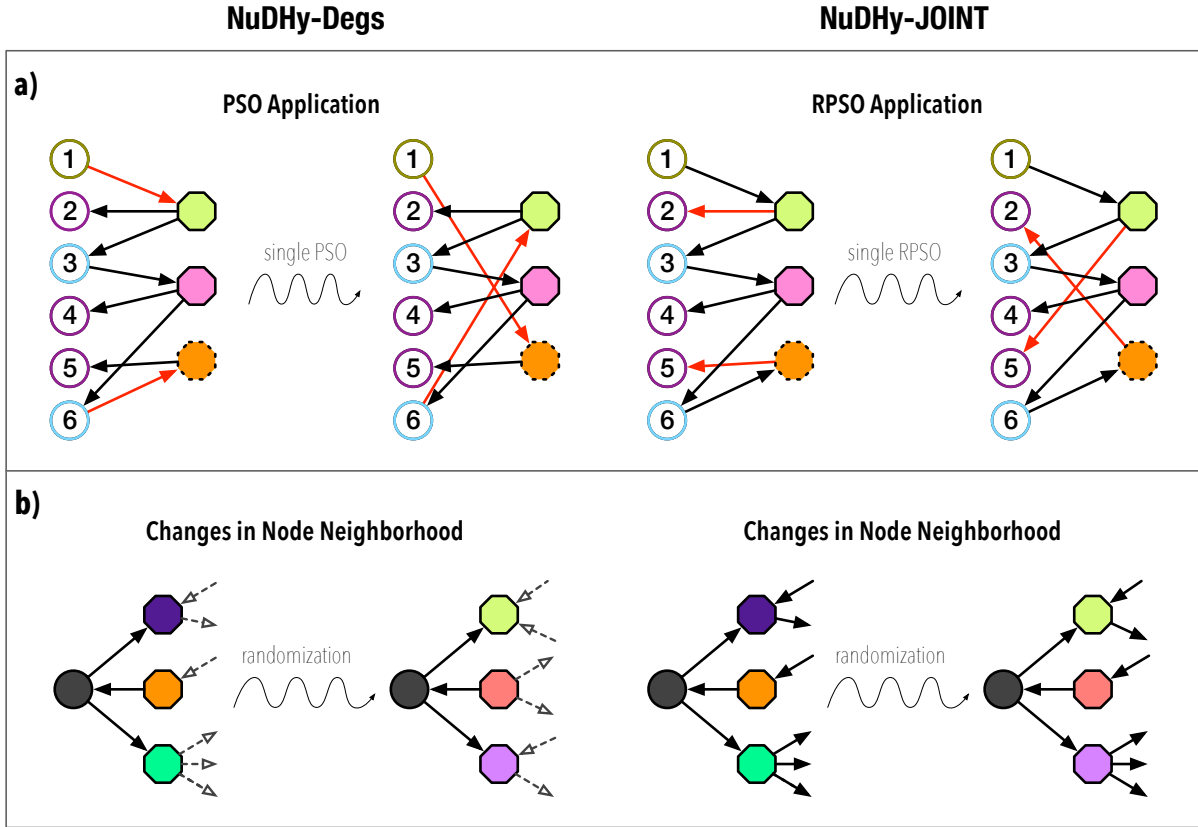 NuDHy-Degs
NuDHy-JOINT
a)
PSO Application
RPSO Application
1
2
3
4
5
6
single PSO
1
2
3
4
5
6
1
2
3
4
5
6
single RPSO
1
2
3
4
5
6
b)
Changes in Node Neighborhood
Changes in Node Neighborhood
randomization
randomization